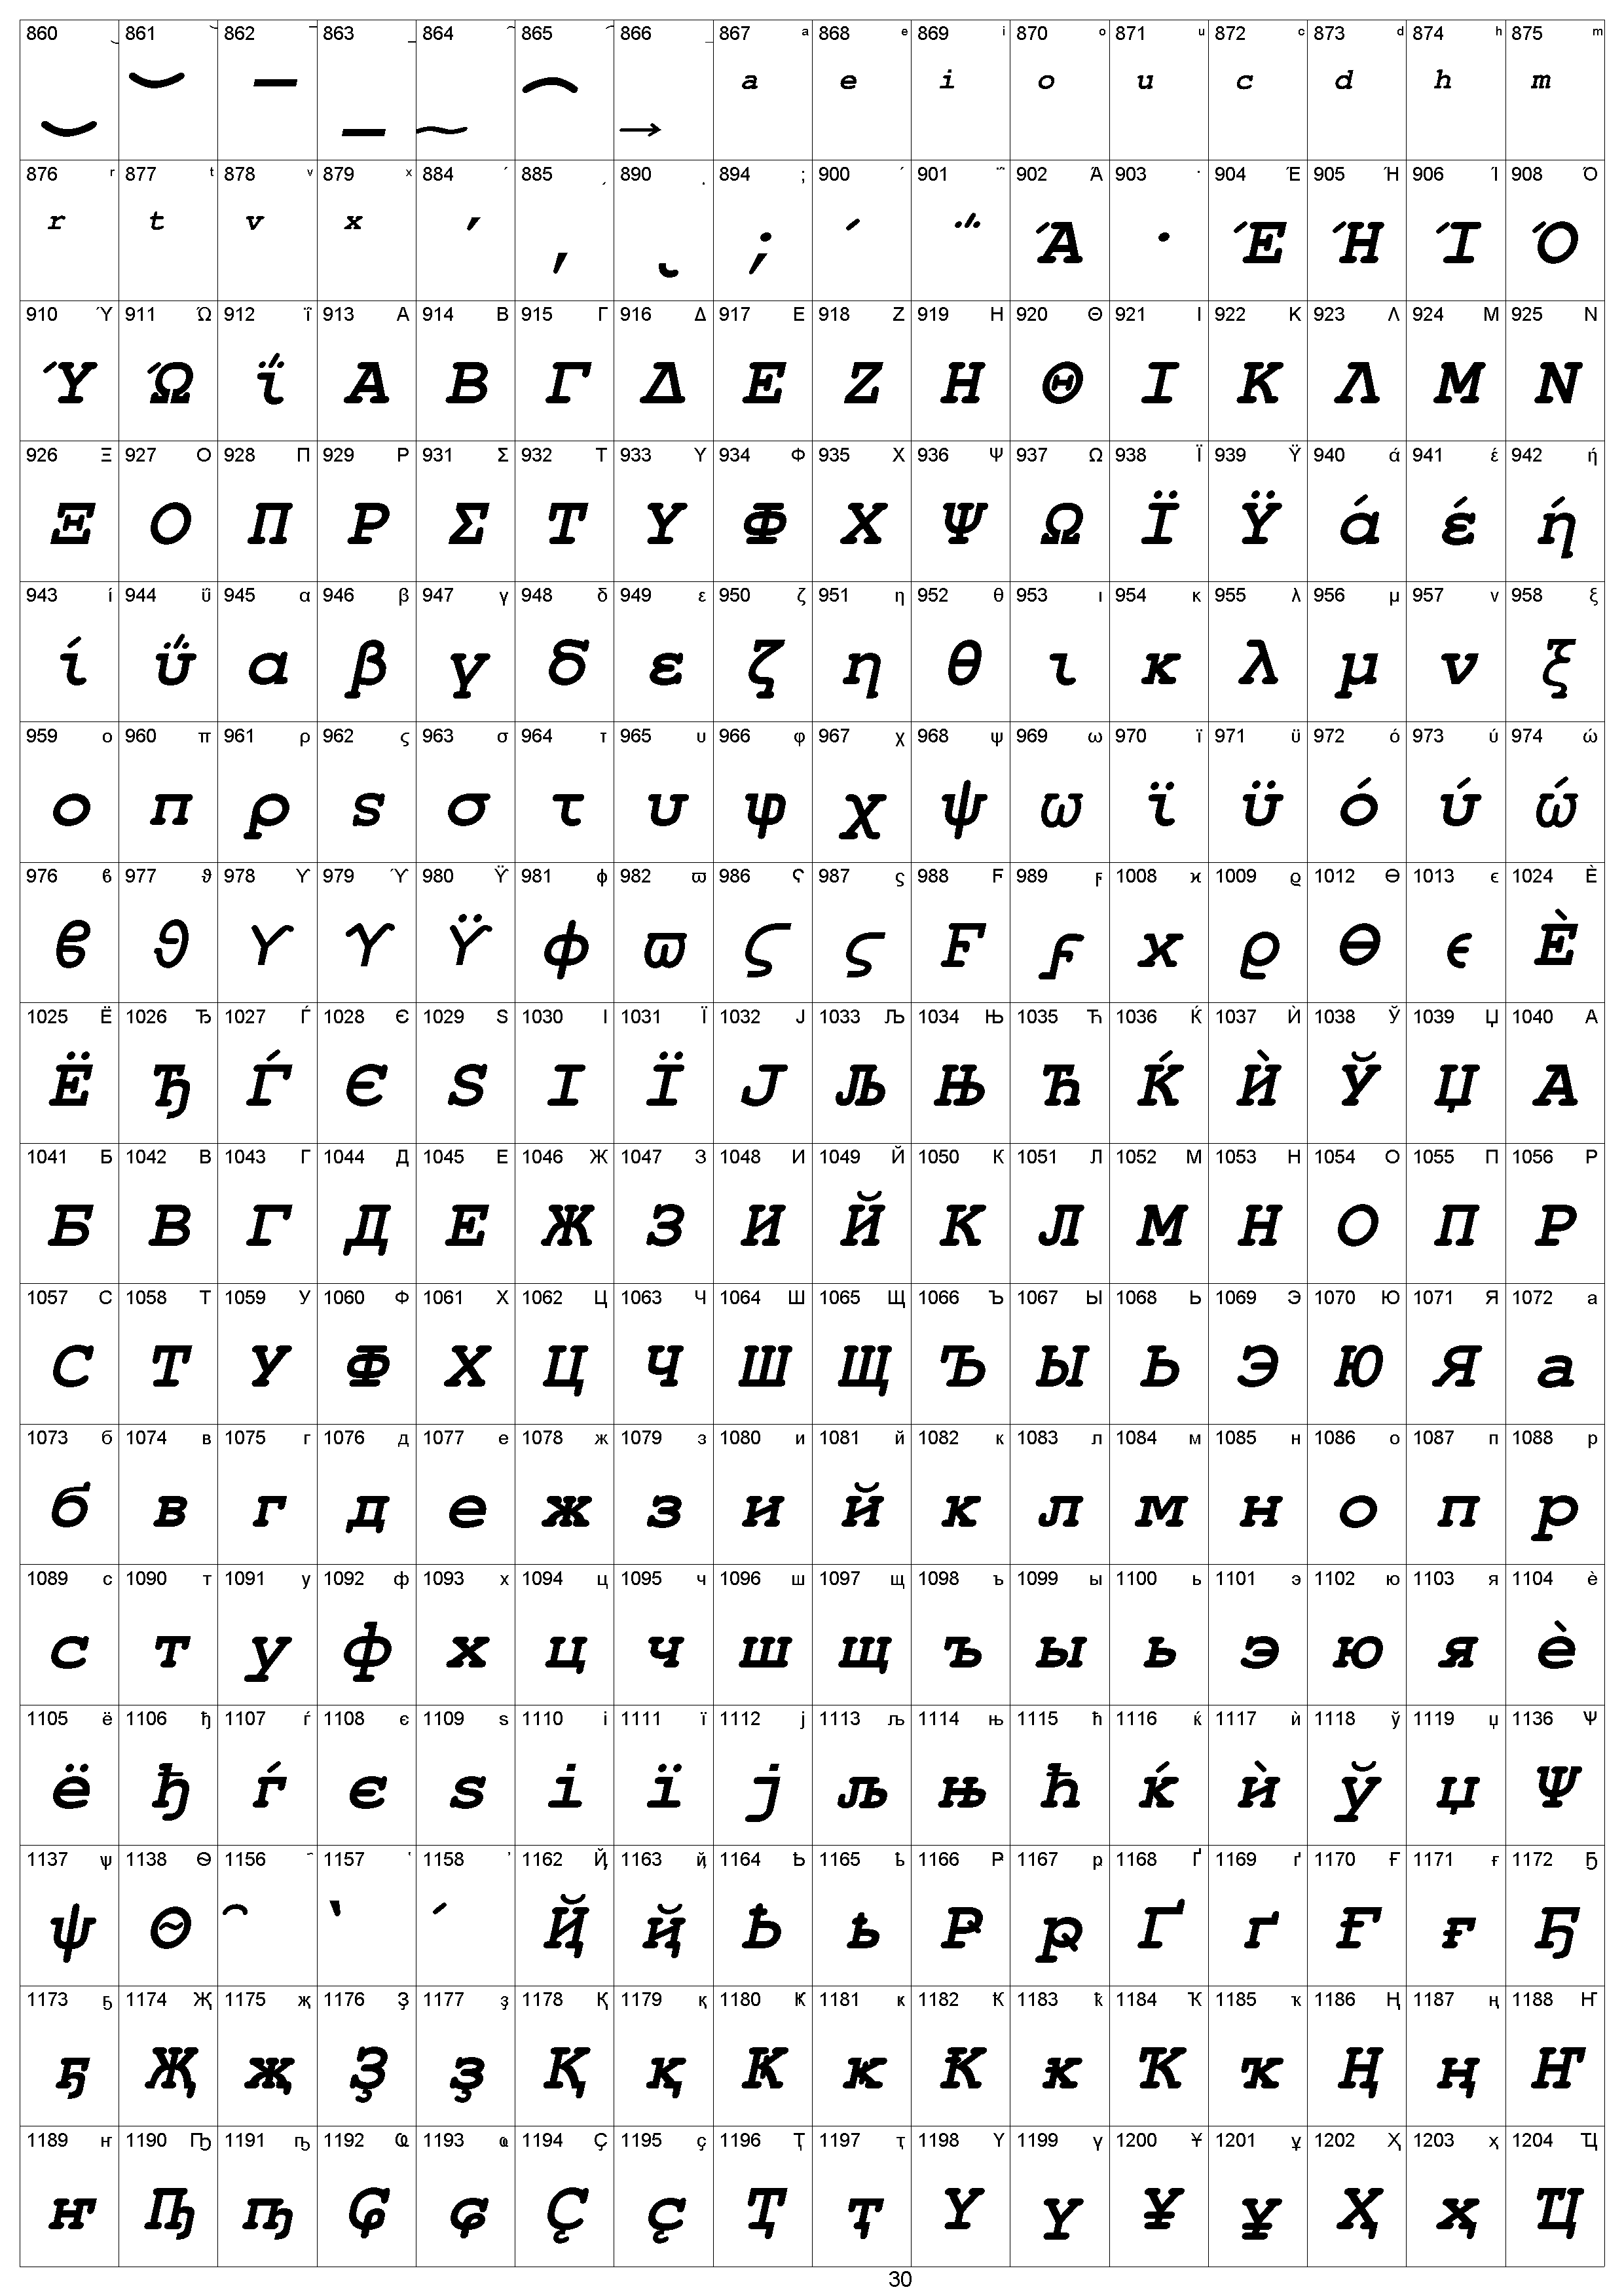 860 ͜ 861 ͝ 862 ͞ 863 ͟ 864 ͠ 865 ͡ 866 ͢ 867 ͣ 868 ͤ 869 ͥ 870 ͦ 871 ͧ 872 ͨ 873 ͩ 874 ͪ 875 ͫ
͜ ͝ ͞ ͟ ͠ ͡ ͢ a e i o u c d h m
876 ͬ 877 ͭ 878 ͮ 879 ͯ 884 ʹ 885 ͵ 890 ͺ 894 ; 900 ΄ 901 ΅ 902 Ά 903 · 904 Έ 905 Ή 906 Ί 908 Ό
r t v x ʹ ͵ ͺ ; ΄ ΅ Ά · Έ Ή Ί Ό
910 Ύ 911 Ώ 912 ΐ 913 Α 914 Β 915 Γ 916 Δ 917 Ε 918 Ζ 919 Η 920 Θ 921 Ι 922 Κ 923 Λ 924 Μ 925 Ν
Ύ Ώ ΐ Α Β Γ Δ Ε Ζ Η Θ Ι Κ Λ Μ Ν
926 Ξ 927 Ο 928 Π 929 Ρ 931 Σ 932 Τ 933 Υ 934 Φ 935 Χ 936 Ψ 937 Ω 938 Ϊ 939 Ϋ 940 ά 941 έ 942 ή
Ξ Ο Π Ρ Σ Τ Υ Φ Χ Ψ Ω Ϊ Ϋ ά έ ή
943 ί 944 ΰ 945 α 946 β 947 γ 948 δ 949 ε 950 ζ 951 η 952 θ 953 ι 954 κ 955 λ 956 μ 957 ν 958 ξ
ί ΰ α β γ δ ε ζ η θ ι κ λ μ ν ξ
959 ο 960 π 961 ρ 962 ς 963 σ 964 τ 965 υ 966 φ 967 χ 968 ψ 969 ω 970 ϊ 971 ϋ 972 ό 973 ύ 974 ώ
ο π ρ ς σ τ υ φ χ ψ ω ϊ ϋ ό ύ ώ
976 ϐ 977 ϑ 978 ϒ 979 ϓ 980 ϔ 981 ϕ 982 ϖ 986 Ϛ 987 ϛ 988 Ϝ 989 ϝ 1008 ϰ 1009 ϱ 1012 ϴ 1013 ϵ 1024 Ѐ
ϐ ϑ ϒ ϓ ϔ ϕ ϖ Ϛ ϛ Ϝ ϝ ϰ ϱ ϴ ϵ Ѐ
1025 Ё 1026 Ђ 1027 Ѓ 1028 Є 1029 Ѕ 1030 І 1031 Ї 1032 Ј 1033 Љ 1034 Њ 1035 Ћ 1036 Ќ 1037 Ѝ 1038 Ў 1039 Џ 1040 А
Ё Ђ Ѓ Є Ѕ І Ї Ј Љ Њ Ћ Ќ Ѝ Ў Џ А
1041 Б 1042 В 1043 Г 1044 Д 1045 Е 1046 Ж 1047 З 1048 И 1049 Й 1050 К 1051 Л 1052 М 1053 Н 1054 О 1055 П 1056 Р
Б В Г Д Е Ж З И Й К Л М Н О П Р
1057 С 1058 Т 1059 У 1060 Ф 1061 Х 1062 Ц 1063 Ч 1064 Ш 1065 Щ 1066 Ъ 1067 Ы 1068 Ь 1069 Э 1070 Ю 1071 Я 1072 а
С Т У Ф Х Ц Ч Ш Щ Ъ Ы Ь Э Ю Я а
1073 б 1074 в 1075 г 1076 д 1077 е 1078 ж 1079 з 1080 и 1081 й 1082 к 1083 л 1084 м 1085 н 1086 о 1087 п 1088 р
б в г д е ж з и й к л м н о п р
1089 с 1090 т 1091 у 1092 ф 1093 х 1094 ц 1095 ч 1096 ш 1097 щ 1098 ъ 1099 ы 1100 ь 1101 э 1102 ю 1103 я 1104 ѐ
с т у ф х ц ч ш щ ъ ы ь э ю я ѐ
1105 ё 1106 ђ 1107 ѓ 1108 є 1109 ѕ 1110 і 1111 ї 1112 ј 1113 љ 1114 њ 1115 ћ 1116 ќ 1117 ѝ 1118 ў 1119 џ 1136 Ѱ
ё ђ ѓ є ѕ і ї ј љ њ ћ ќ ѝ ў џ Ѱ
1137 ѱ 1138 Ѳ 1156 ҄ 1157 ҅ 1158 ҆ 1162 Ҋ 1163 ҋ 1164 Ҍ 1165 ҍ 1166 Ҏ 1167 ҏ 1168 Ґ 1169 ґ 1170 Ғ 1171 ғ 1172 Ҕ
ѱ Ѳ ҄ ҅ ҆ Ҋ ҋ Ҍ ҍ Ҏ ҏ Ґ ґ Ғ ғ Ҕ
1173 ҕ 1174 Җ 1175 җ 1176 Ҙ 1177 ҙ 1178 Қ 1179 қ 1180 Ҝ 1181 ҝ 1182 Ҟ 1183 ҟ 1184 Ҡ 1185 ҡ 1186 Ң 1187 ң 1188 Ҥ
ҕ Җ җ Ҙ ҙ Қ қ Ҝ ҝ Ҟ ҟ Ҡ ҡ Ң ң Ҥ
1189 ҥ 1190 Ҧ 1191 ҧ 1192 Ҩ 1193 ҩ 1194 Ҫ 1195 ҫ 1196 Ҭ 1197 ҭ 1198 Ү 1199 ү 1200 Ұ 1201 ұ 1202 Ҳ 1203 ҳ 1204 Ҵ
ҥ Ҧ ҧ Ҩ ҩ Ҫ ҫ Ҭ ҭ Ү ү Ұ ұ Ҳ ҳ Ҵ
30